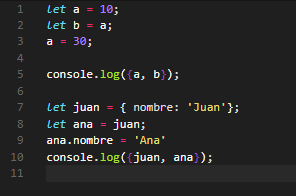 1 let a = 10;
2 let b = a;
3 a = 30;
4
5 console.log({a, b});
6
7 let juan = { nombre: 'Juan'};
8 let ana = juan;
9 ana.nombre = 'Ana'
10 console.log({juan, ana});
11